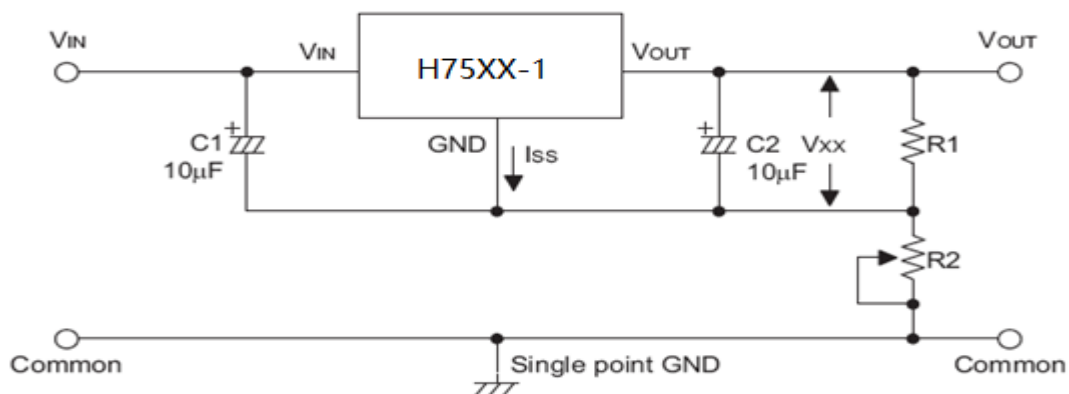 VIN
VIN
H75XX-1
VOUT
VOUT
C1
10µF
+
GND
ISS
+
C2
10µF
VXX
R1
R2
Common
Single point GND
Common